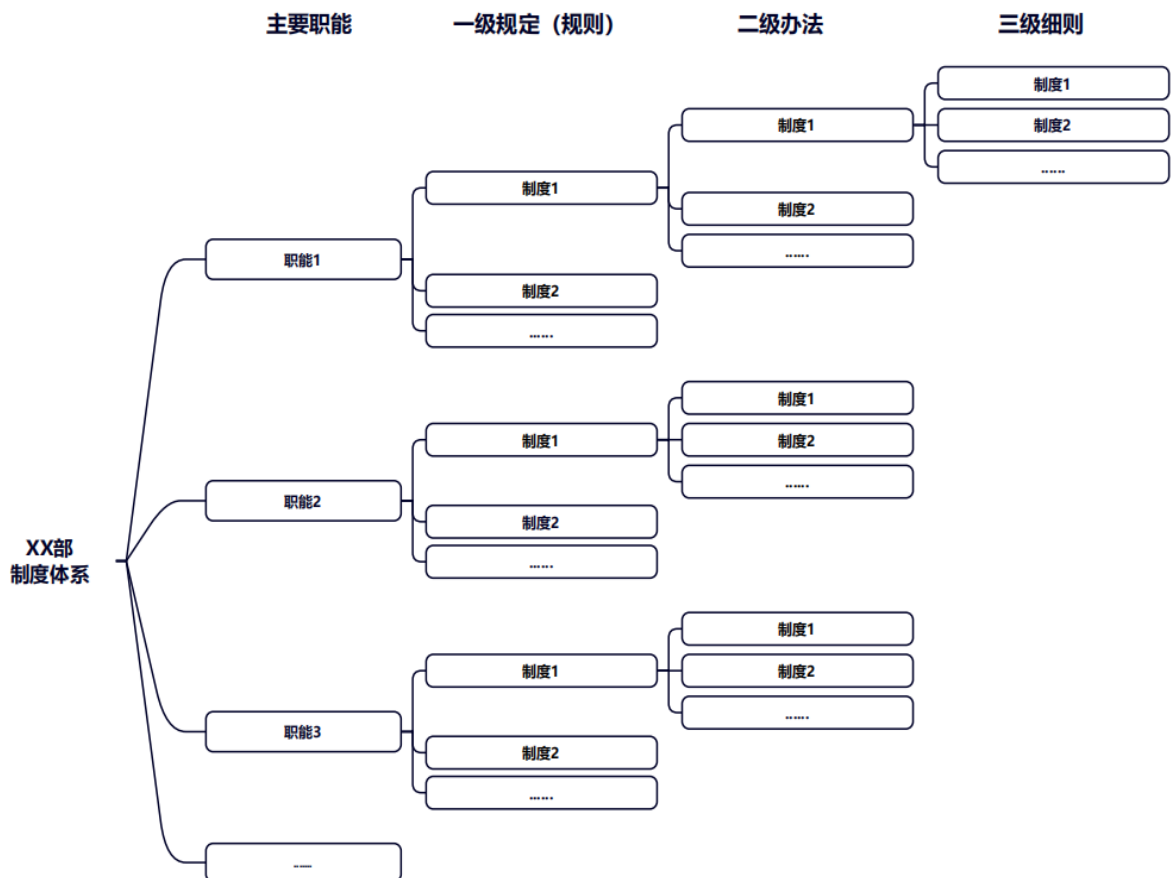 主要职能
一级规定（规则）
二级办法
三级细则
制度1
制度1
制度2
……
制度1
制度2
……
职能1
制度2
……
制度1
制度1
制度2
……
职能2
制度2
……
XX部
制度体系
制度1
制度1
制度2
……
职能3
制度2
……
……